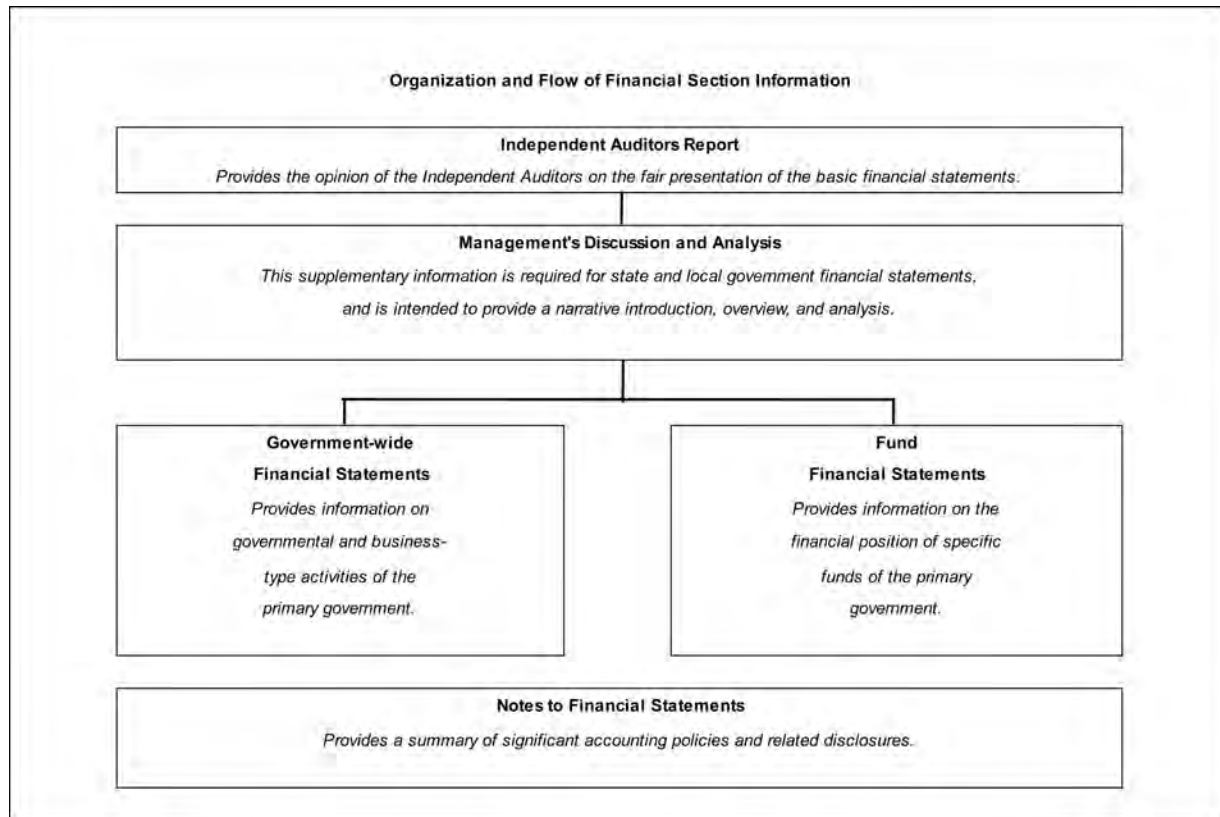 Organization and Flow of Financial Section Information
Independent Auditors Report
Provides the opinion of the Independent Auditors on the fair presentation of the basic financial statements.
Management's Discussion and Analysis
This supplementary information is required for state and local government financial statements,
and is intended to provide a narrative introduction, overview, and analysis.
Government-wide
Financial Statements
Provides information on
governmental and business-
type activities of the
primary government.
Fund
Financial Statements
Provides information on the
financial position of specific
funds of the primary
government.
Notes to Financial Statements
Provides a summary of significant accounting policies and related disclosures.